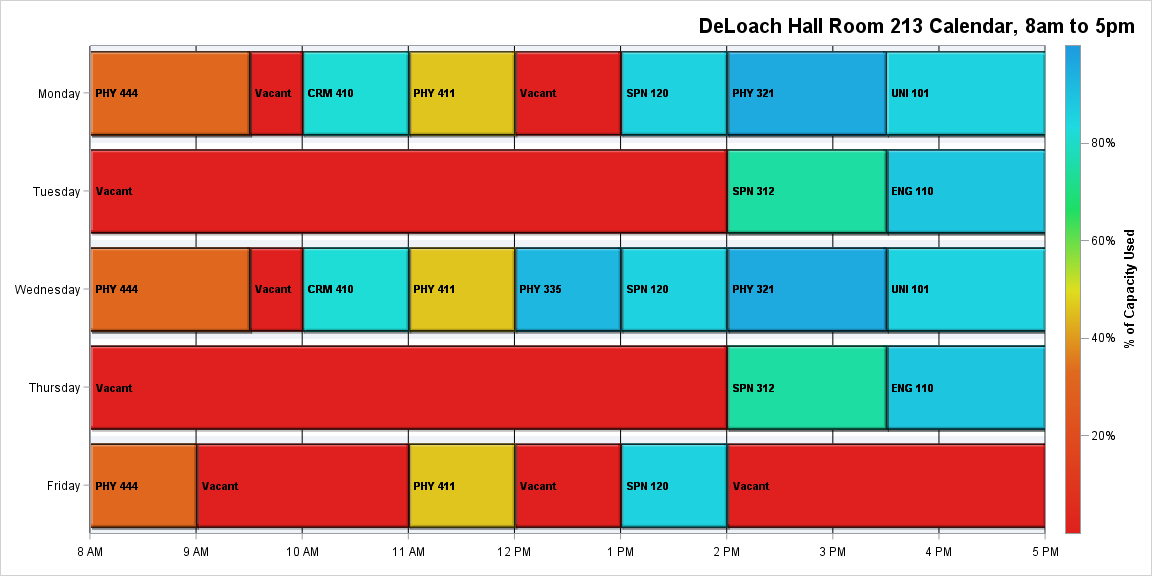 DeLoach Hall Room 213 Calendar, 8am to 5pm
Monday
PHY 444
Vacant
CRM 410
PHY 411
Vacant
SPN 120
PHY 321
UNI 101
Tuesday
Vacant
SPN 312
ENG 110
Wednesday
PHY 444
Vacant
CRM 410
PHY 411
PHY 335
SPN 120
PHY 321
UNI 101
Thursday
Vacant
SPN 312
ENG 110
Friday
PHY 444
Vacant
PHY 411
Vacant
SPN 120
Vacant
8 AM
9 AM
10 AM
11 AM
12 PM
1 PM
2 PM
3 PM
4 PM
5 PM
80%
60%
40%
20%
% of Capacity Used